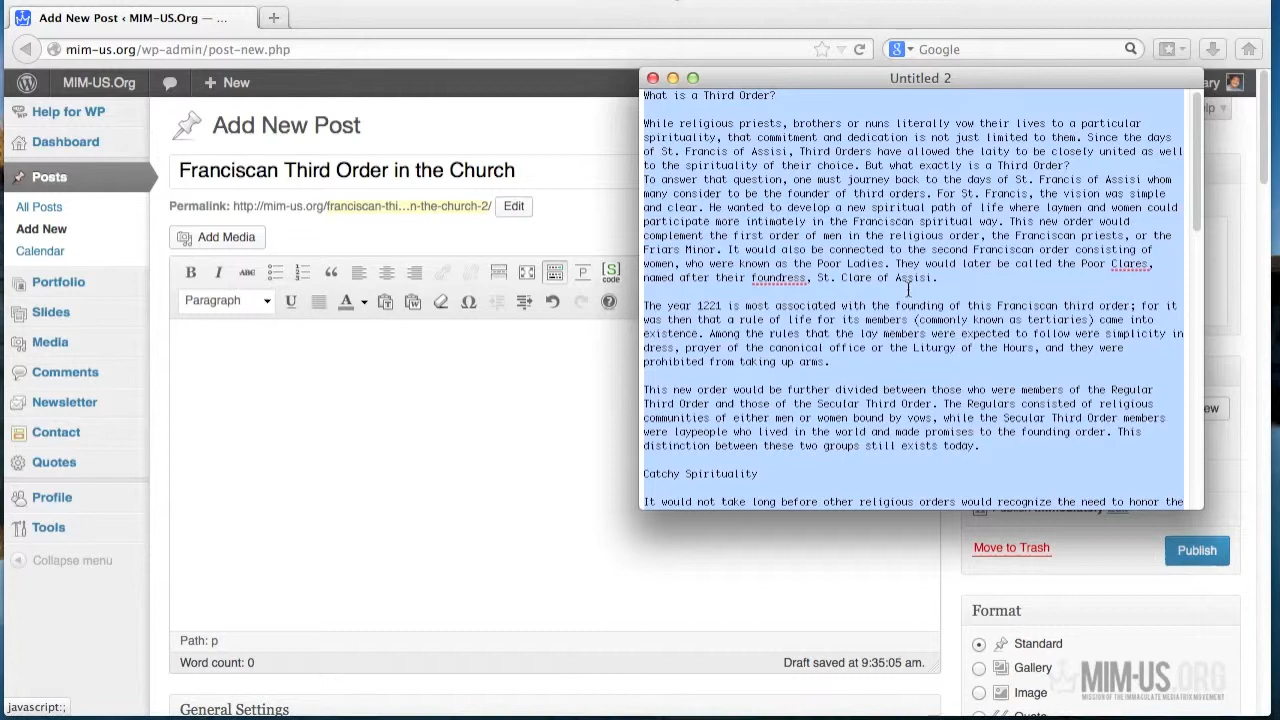 Add New Post ‹ MIM-US.Org — ...
mim-us.org/wp-admin/post-new.php
Google
MIM-US.Org
New
ary
Help for WP
Dashboard
Posts
All Posts
Add New
Calendar
Portfolio
Slides
Media
Comments
Newsletter
Contact
Quotes
Profile
Tools
Collapse menu
javascript:;
Add New Post
Franciscan Third Order in the Church
Permalink: http://mim-us.org/franciscan-thi...n-the-church-2/ Edit
Add Media
B I ABC
Paragraph U A
Path: p
Word count: 0
Draft saved at 9:35:05 am.
General Settings
Untitled 2
What is a Third Order?
While religious priests, brothers or nuns literally vow their lives to a particular
spirituality, that commitment and dedication is not just limited to them. Since the days
of St. Francis of Assisi, Third Orders have allowed the laity to be closely united as well
to the spirituality of their choice. But what exactly is a Third Order?
To answer that question, one must journey back to the days of St. Francis of Assisi whom
many consider to be the founder of third orders. For St. Francis, the vision was simple
and clear. He wanted to develop a new spiritual path of life where laymen and women could
participate more intimately in the Franciscan spiritual way. This new order would
complement the first order of men in the religious order, the Franciscan priests, or the
Friars Minor. It would also be connected to the second Franciscan order consisting of
women, who were known as the Poor Ladies. They would later be called the Poor Clares,
named after their foundress, St. Clare of Assisi.
The year 1221 is most associated with the founding of this Franciscan third order; for it
was then that a rule of life for its members (commonly known as tertiaries) came into
existence. Among the rules that the lay members were expected to follow were simplicity in
dress, prayer of the canonical office or the Liturgy of the Hours, and they were
prohibited from taking up arms.
This new order would be further divided between those who were members of the Regular
Third Order and those of the Secular Third Order. The Regulars consisted of religious
communities of either men or women bound by vows, while the Secular Third Order members
were laypeople who lived in the world and made promises to the founding order. This
distinction between these two groups still exists today.
Catchy Spirituality
It would not take long before other religious orders would recognize the need to honor the
Move to Trash
Publish
Format
Standard
Gallery
Image
MIM-US.ORG
MISSION OF THE IMMACULATE MEDIATRIX MOVEMENT